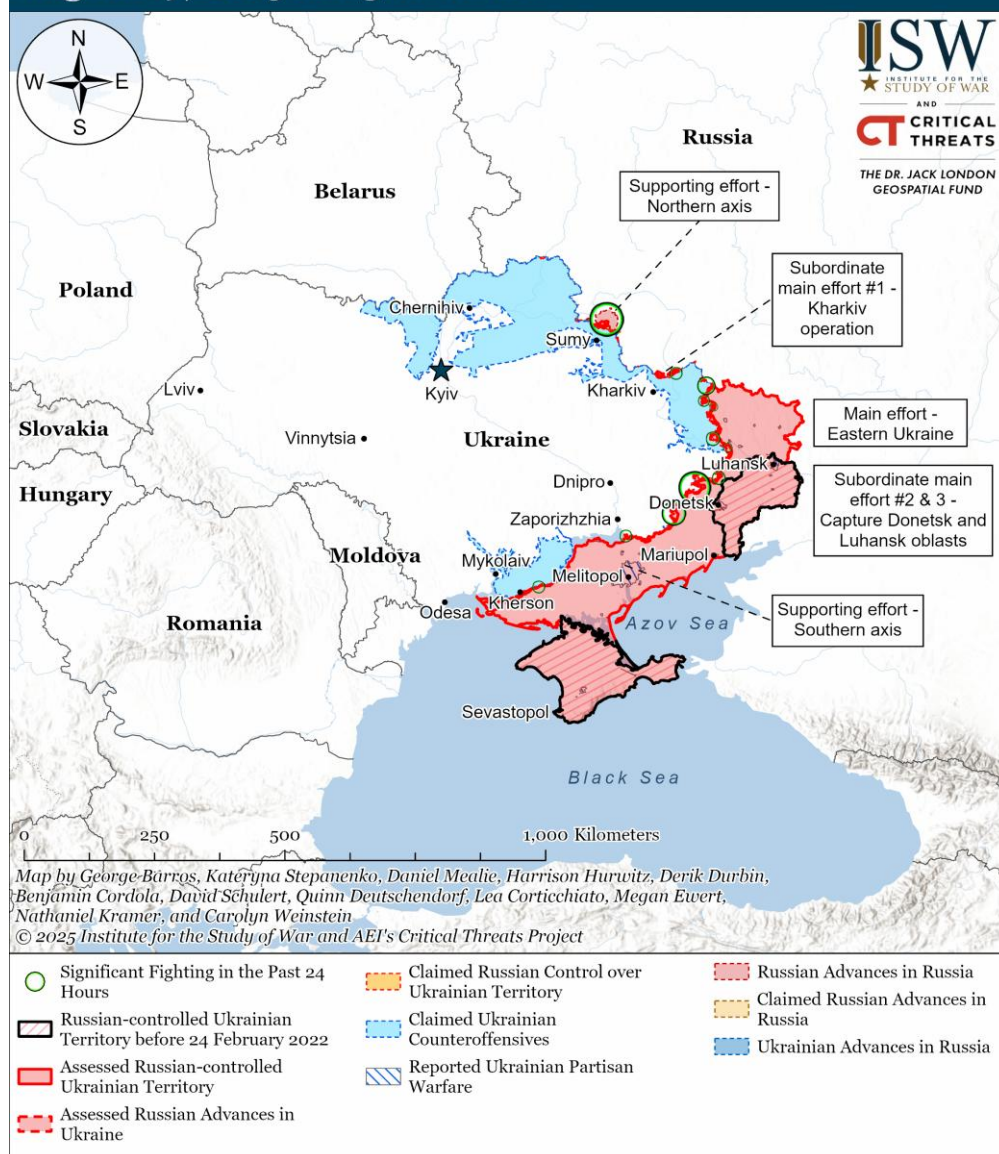 N
W
E
S
ISW
INSTITUTE FOR THE
STUDY OF WAR
AND
CT CRITICAL
THREATS
THE DR. JACK LONDON
GEOSPATIAL FUND
Russia
Belarus
Supporting effort -
Northern axis
Subordinate
main effort #1 -
Kharkiv
operation
Poland
Chernihiv
Sumy
Lviv
Kyiv
Kharkiv
Slovakia
Vinnytsia
Ukraine
Main effort -
Eastern Ukraine
Hungary
Luhansk
Dnipro
Donetsk
Subordinate main
effort #2 & 3 -
Capture Donetsk and
Luhansk oblasts
Zaporizhzhia
Moldova
Mykolaiv
Mariupol
Melitopol
Odesa
Kherson
Romania
Azov Sea
Supporting effort -
Southern axis
Sevastopol
Black Sea
0
250
500
1,000 Kilometers
Map by George Barros, Kateryna Stepanenko, Daniel Mealie, Harrison Hurwitz, Derik Durbin,
Benjamin Cordola, David Schulert, Quinn Deutschendorf, Lea Corticchiato, Megan Ewert,
Nathaniel Kramer, and Carolyn Weinstein
© 2025 Institute for the Study of War and AEI's Critical Threats Project
Significant Fighting in the Past 24
Hours
Russian-controlled Ukrainian
Territory before 24 February 2022
Assessed Russian-controlled
Ukrainian Territory
Assessed Russian Advances in
Ukraine
Claimed Russian Control over
Ukrainian Territory
Claimed Ukrainian
Counteroffensives
Reported Ukrainian Partisan
Warfare
Russian Advances in Russia
Claimed Russian Advances in
Russia
Ukrainian Advances in Russia